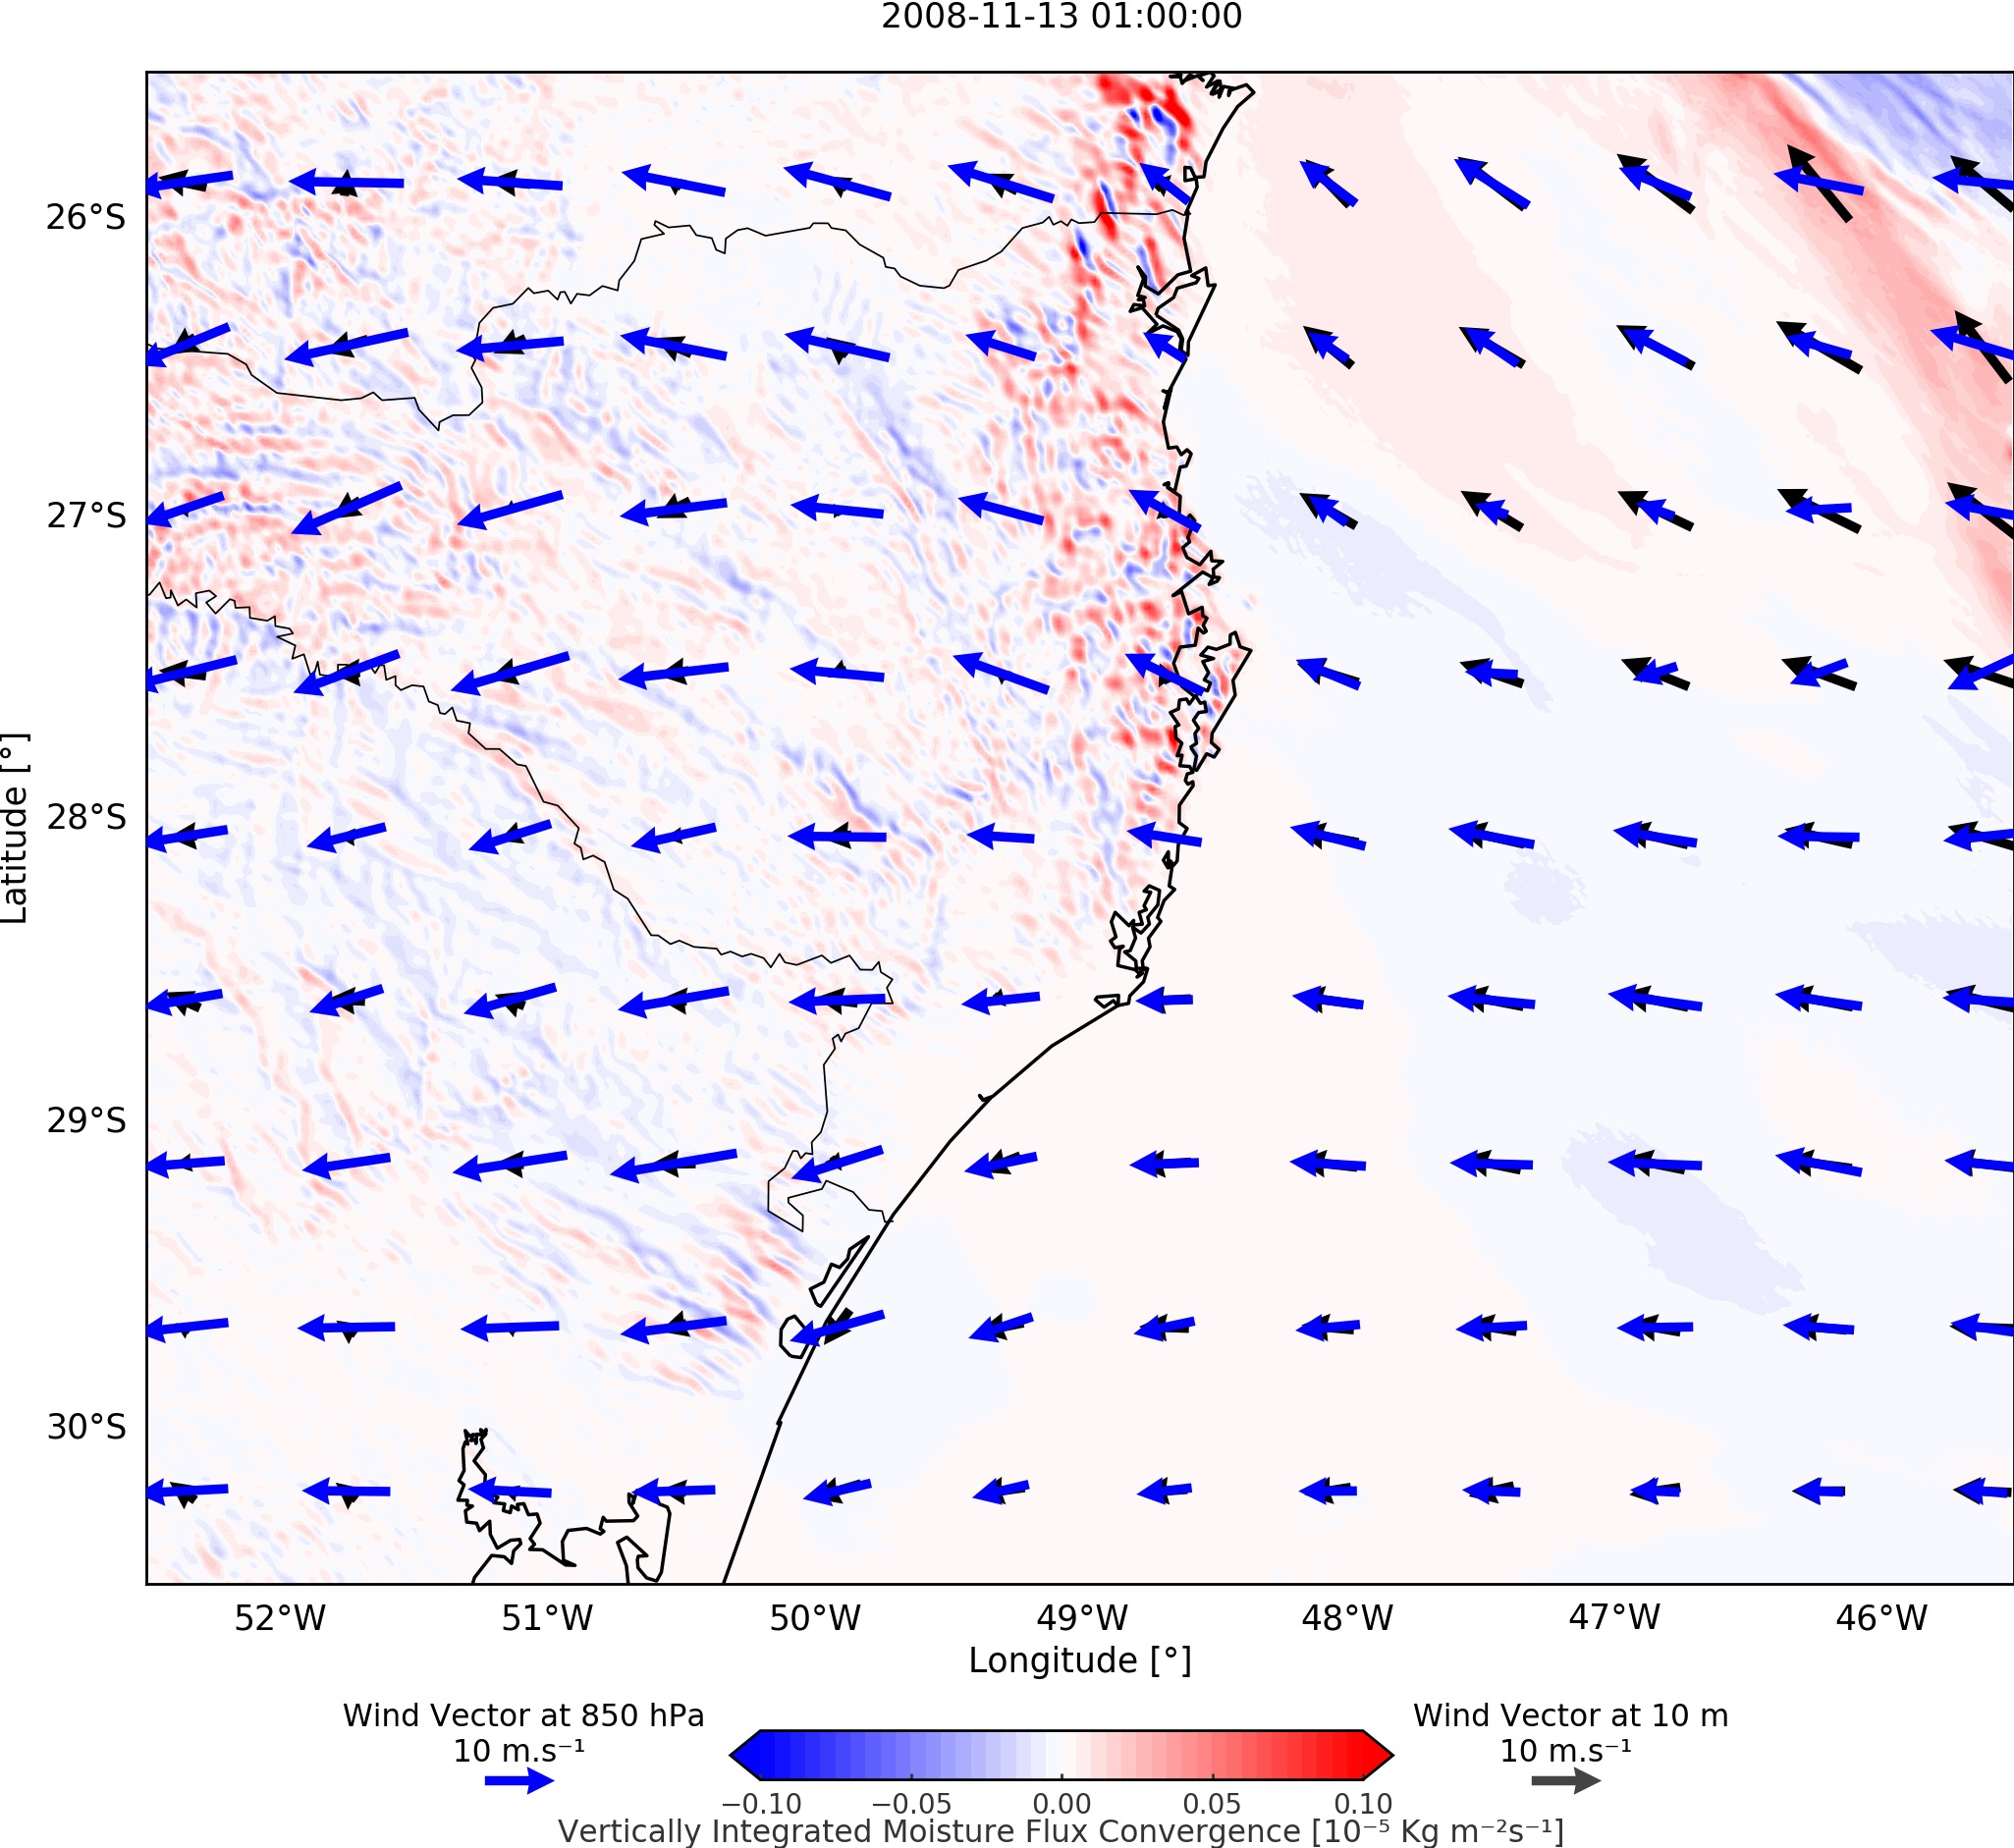 2008-11-13 01:00:00
26°S
27°S
28°S
29°S
30°S
Latitude [°]
52°W 51°W 50°W 49°W 48°W 47°W 46°W
Longitude [°]
Wind Vector at 850 hPa
10 m.s⁻¹
−0.10 −0.05 0.00 0.05 0.10
Vertically Integrated Moisture Flux Convergence [10⁻⁵ Kg m⁻²s⁻¹]
Wind Vector at 10 m
10 m.s⁻¹